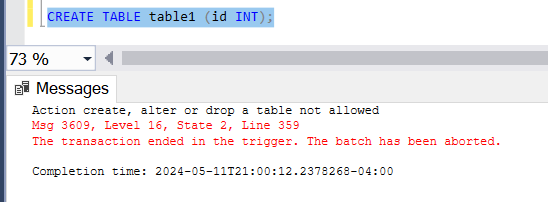 CREATE TABLE table1 (id INT);
73 %
Messages
Action create, alter or drop a table not allowed
Msg 3609, Level 16, State 2, Line 359
The transaction ended in the trigger. The batch has been aborted.
Completion time: 2024-05-11T21:00:12.2378268-04:00